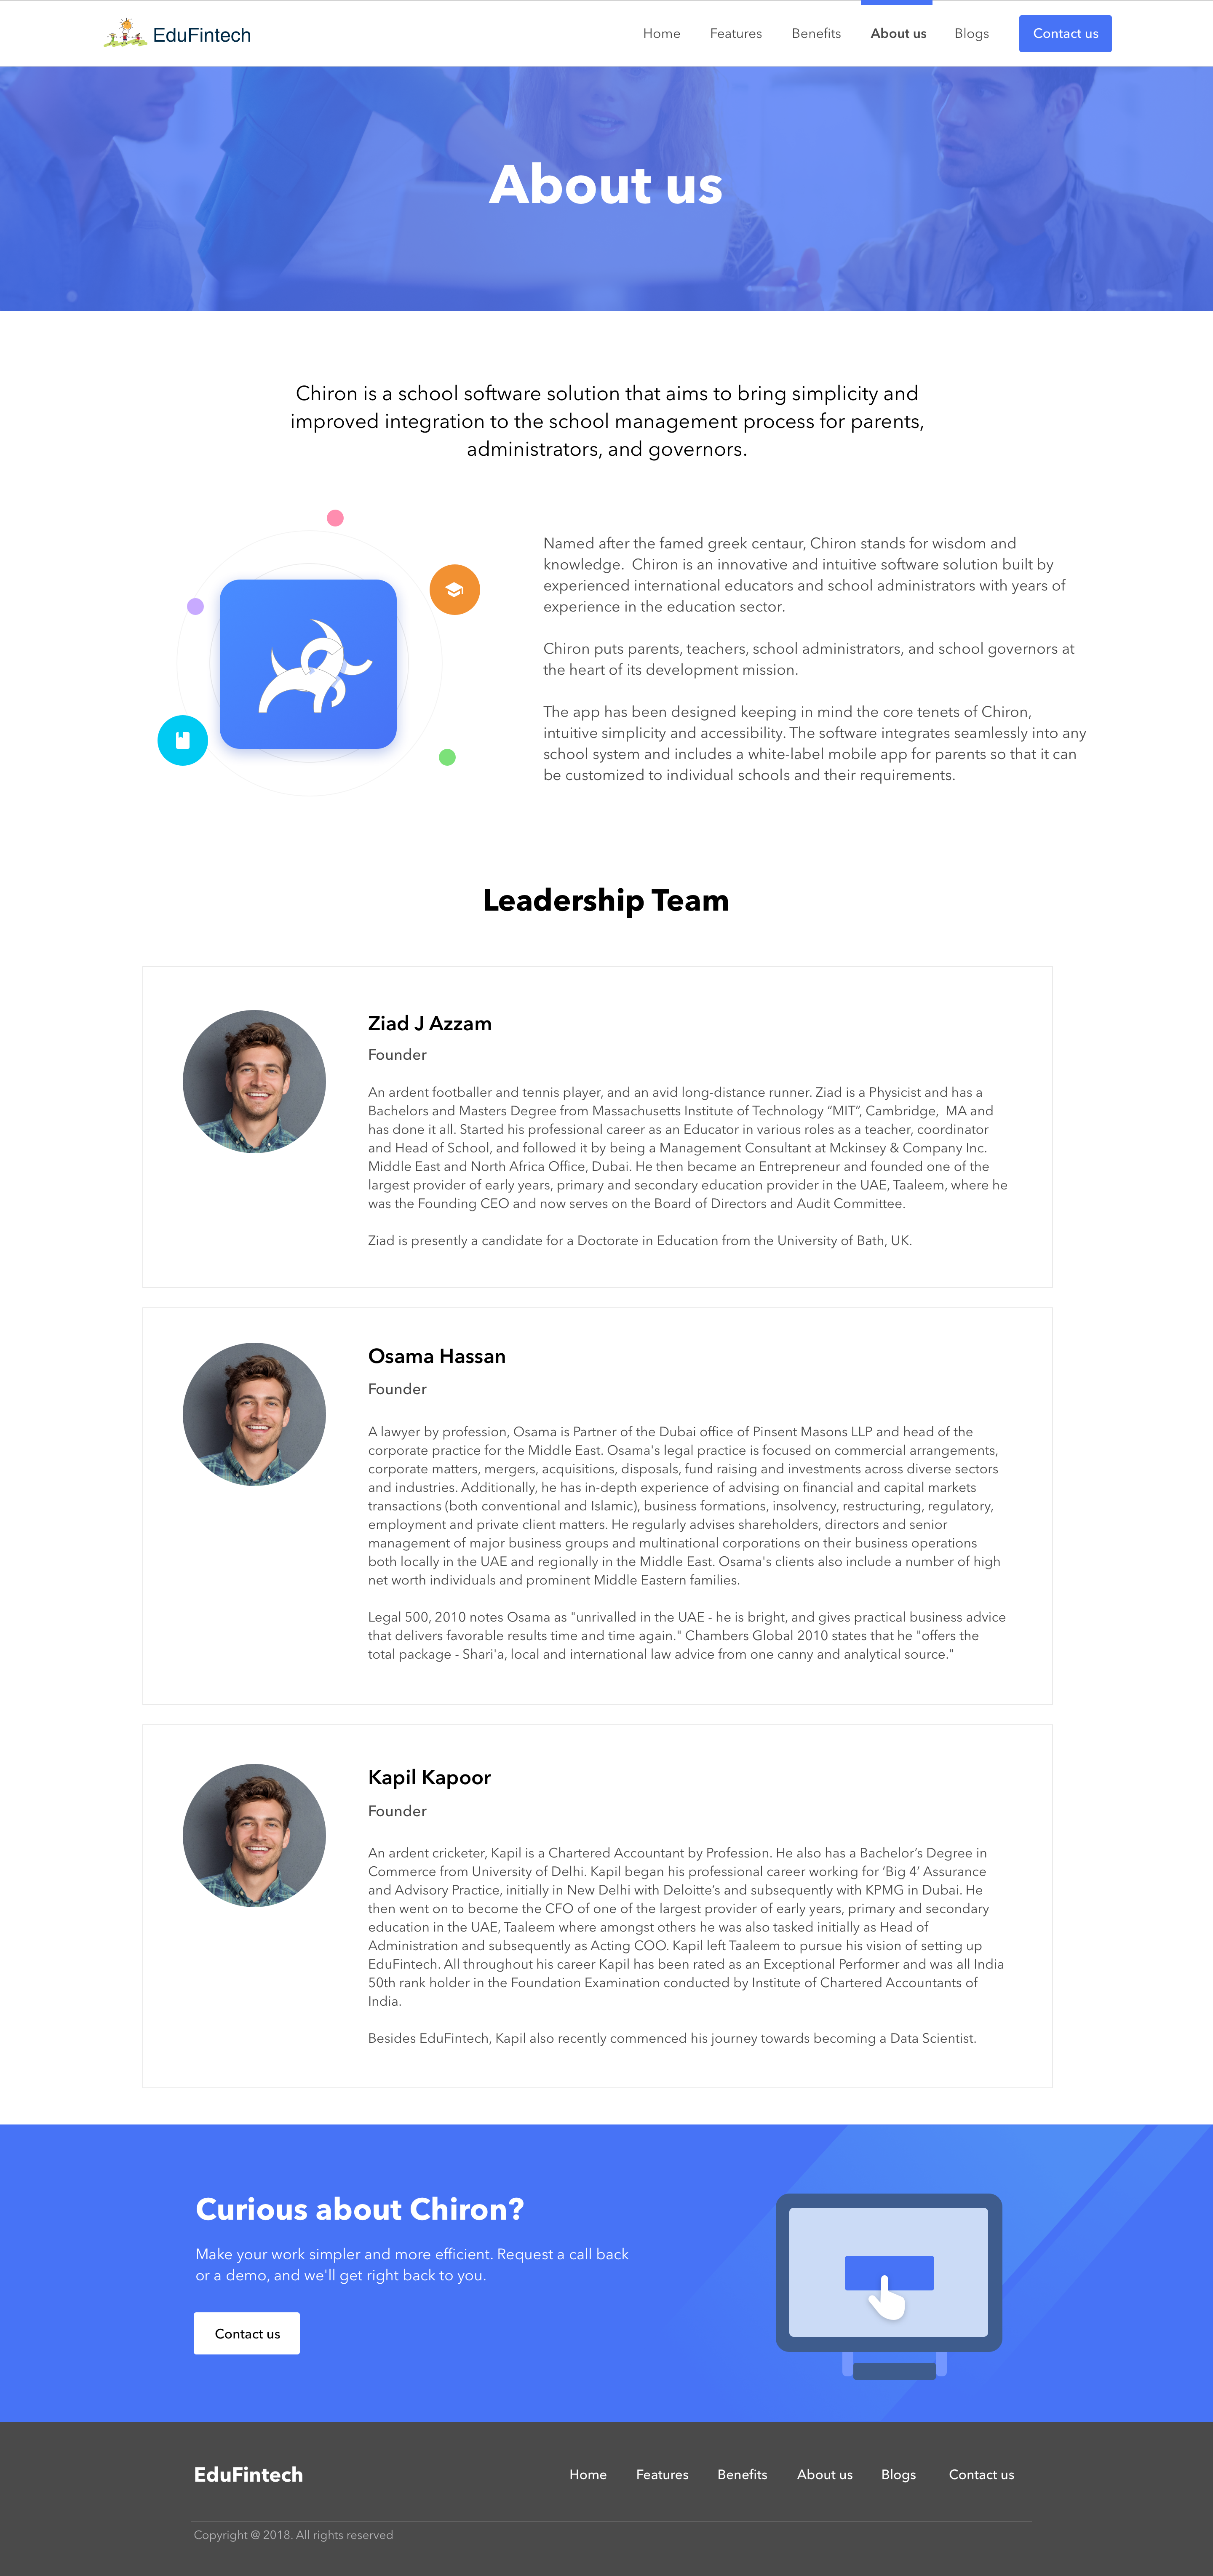 EduFintech
Home
Features
Benefits
About us
Blogs
Contact us
About us
Chiron is a school software solution that aims to bring simplicity and
improved integration to the school management process for parents,
administrators, and governors.
Named after the famed greek centaur, Chiron stands for wisdom and
knowledge.  Chiron is an innovative and intuitive software solution built by
experienced international educators and school administrators with years of
experience in the education sector.
Chiron puts parents, teachers, school administrators, and school governors at
the heart of its development mission.
The app has been designed keeping in mind the core tenets of Chiron,
intuitive simplicity and accessibility. The software integrates seamlessly into any
school system and includes a white-label mobile app for parents so that it can
be customized to individual schools and their requirements.
Leadership Team
Ziad J Azzam
Founder
An ardent footballer and tennis player, and an avid long-distance runner. Ziad is a Physicist and has a
Bachelors and Masters Degree from Massachusetts Institute of Technology “MIT”, Cambridge,  MA and
has done it all. Started his professional career as an Educator in various roles as a teacher, coordinator
and Head of School, and followed it by being a Management Consultant at Mckinsey & Company Inc.
Middle East and North Africa Office, Dubai. He then became an Entrepreneur and founded one of the
largest provider of early years, primary and secondary education provider in the UAE, Taaleem, where he
was the Founding CEO and now serves on the Board of Directors and Audit Committee.
Ziad is presently a candidate for a Doctorate in Education from the University of Bath, UK.
Osama Hassan
Founder
A lawyer by profession, Osama is Partner of the Dubai office of Pinsent Masons LLP and head of the
corporate practice for the Middle East. Osama's legal practice is focused on commercial arrangements,
corporate matters, mergers, acquisitions, disposals, fund raising and investments across diverse sectors
and industries. Additionally, he has in-depth experience of advising on financial and capital markets
transactions (both conventional and Islamic), business formations, insolvency, restructuring, regulatory,
employment and private client matters. He regularly advises shareholders, directors and senior
management of major business groups and multinational corporations on their business operations
both locally in the UAE and regionally in the Middle East. Osama's clients also include a number of high
net worth individuals and prominent Middle Eastern families.
Legal 500, 2010 notes Osama as "unrivalled in the UAE - he is bright, and gives practical business advice
that delivers favorable results time and time again." Chambers Global 2010 states that he "offers the
total package - Shari'a, local and international law advice from one canny and analytical source."
Kapil Kapoor
Founder
An ardent cricketer, Kapil is a Chartered Accountant by Profession. He also has a Bachelor’s Degree in
Commerce from University of Delhi. Kapil began his professional career working for ‘Big 4’ Assurance
and Advisory Practice, initially in New Delhi with Deloitte’s and subsequently with KPMG in Dubai. He
then went on to become the CFO of one of the largest provider of early years, primary and secondary
education in the UAE, Taaleem where amongst others he was also tasked initially as Head of
Administration and subsequently as Acting COO. Kapil left Taaleem to pursue his vision of setting up
EduFintech. All throughout his career Kapil has been rated as an Exceptional Performer and was all India
50th rank holder in the Foundation Examination conducted by Institute of Chartered Accountants of
India.
Besides EduFintech, Kapil also recently commenced his journey towards becoming a Data Scientist.
Curious about Chiron?
Make your work simpler and more efficient. Request a call back
or a demo, and we'll get right back to you.
Contact us
EduFintech
Home
Features
Benefits
About us
Blogs
Contact us
Copyright @ 2018. All rights reserved